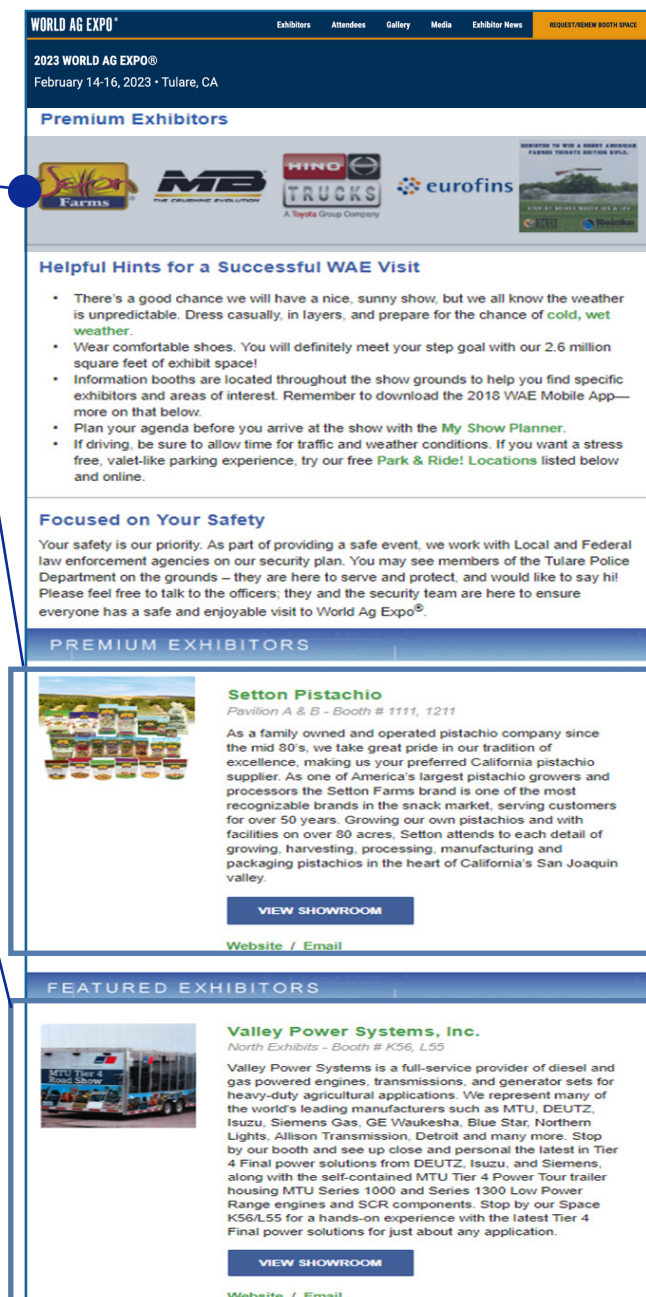 WORLD AG EXPO®
Exhibitors Attendees Gallery Media Exhibitor News REQUEST/RENEW BOOTH SPACE
2023 WORLD AG EXPO®
February 14-16, 2023 • Tulare, CA
Premium Exhibitors
Setton
Farms
MB
THE CRUSHING EVOLUTION
HINO
TRUCKS
A Toyota Group Company
eurofins
REGISTER TO WIN A HENRY AMERICAN
FARMER TRIBUTE EDITION RIFLE.
Reinke
Helpful Hints for a Successful WAE Visit
• There's a good chance we will have a nice, sunny show, but we all know the weather
is unpredictable. Dress casually, in layers, and prepare for the chance of cold, wet
weather.
• Wear comfortable shoes. You will definitely meet your step goal with our 2.6 million
square feet of exhibit space!
• Information booths are located throughout the show grounds to help you find specific
exhibitors and areas of interest. Remember to download the 2018 WAE Mobile App—
more on that below.
• Plan your agenda before you arrive at the show with the My Show Planner.
• If driving, be sure to allow time for traffic and weather conditions. If you want a stress
free, valet-like parking experience, try our free Park & Ride! Locations listed below
and online.
Focused on Your Safety
Your safety is our priority. As part of providing a safe event, we work with Local and Federal
law enforcement agencies on our security plan. You may see members of the Tulare Police
Department on the grounds – they are here to serve and protect, and would like to say hi!
Please feel free to talk to the officers; they and the security team are here to ensure
everyone has a safe and enjoyable visit to World Ag Expo®.
PREMIUM EXHIBITORS
Setton Pistachio
Pavilion A & B - Booth # 1111, 1211
As a family owned and operated pistachio company since
the mid 80's, we take great pride in our tradition of
excellence, making us your preferred California pistachio
supplier. As one of America's largest pistachio growers and
processors the Setton Farms brand is one of the most
recognizable brands in the snack market, serving customers
for over 50 years. Growing our own pistachios and with
facilities on over 80 acres, Setton attends to each detail of
growing, harvesting, processing, manufacturing and
packaging pistachios in the heart of California's San Joaquin
valley.
VIEW SHOWROOM
Website / Email
FEATURED EXHIBITORS
MTU Tier 4
Road Show
Valley Power Systems, Inc.
North Exhibits - Booth # K56, L55
Valley Power Systems is a full-service provider of diesel and
gas powered engines, transmissions, and generator sets for
heavy-duty agricultural applications. We represent many of
the world's leading manufacturers such as MTU, DEUTZ,
Isuzu, Siemens Gas, GE Waukesha, Blue Star, Northern
Lights, Allison Transmission, Detroit and many more. Stop
by our booth and see up close and personal the latest in Tier
4 Final power solutions from DEUTZ, Isuzu, and Siemens,
along with the self-contained MTU Tier 4 Power Tour trailer
housing MTU Series 1000 and Series 1300 Low Power
Range engines and SCR components. Stop by our Space
K56/L55 for a hands-on experience with the latest Tier 4
Final power solutions for just about any application.
VIEW SHOWROOM
Website / Email